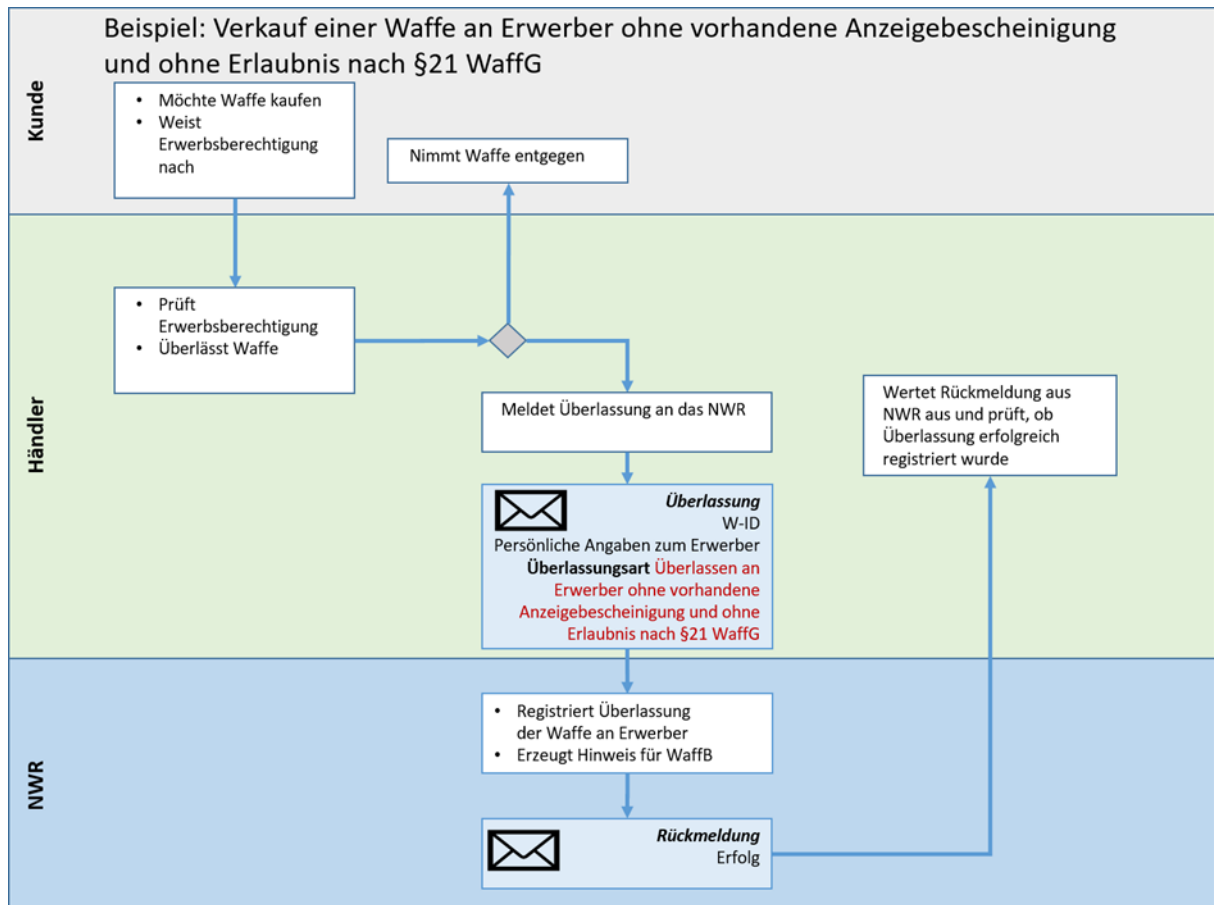 Beispiel: Verkauf einer Waffe an Erwerber ohne vorhandene Anzeigebescheinigung
und ohne Erlaubnis nach §21 WaffG
Kunde
• Möchte Waffe kaufen
• Weist
Erwerbsberechtigung
nach
Nimmt Waffe entgegen
Händler
• Prüft
Erwerbsberechtigung
• Überlässt Waffe
Meldet Überlassung an das NWR
Überlassung
W-ID
Persönliche Angaben zum Erwerber
Überlassungsart Überlassen an
Erwerber ohne vorhandene
Anzeigebescheinigung und ohne
Erlaubnis nach §21 WaffG
Wertet Rückmeldung aus
NWR aus und prüft, ob
Überlassung erfolgreich
registriert wurde
NWR
• Registriert Überlassung
der Waffe an Erwerber
• Erzeugt Hinweis für WaffB
Rückmeldung
Erfolg